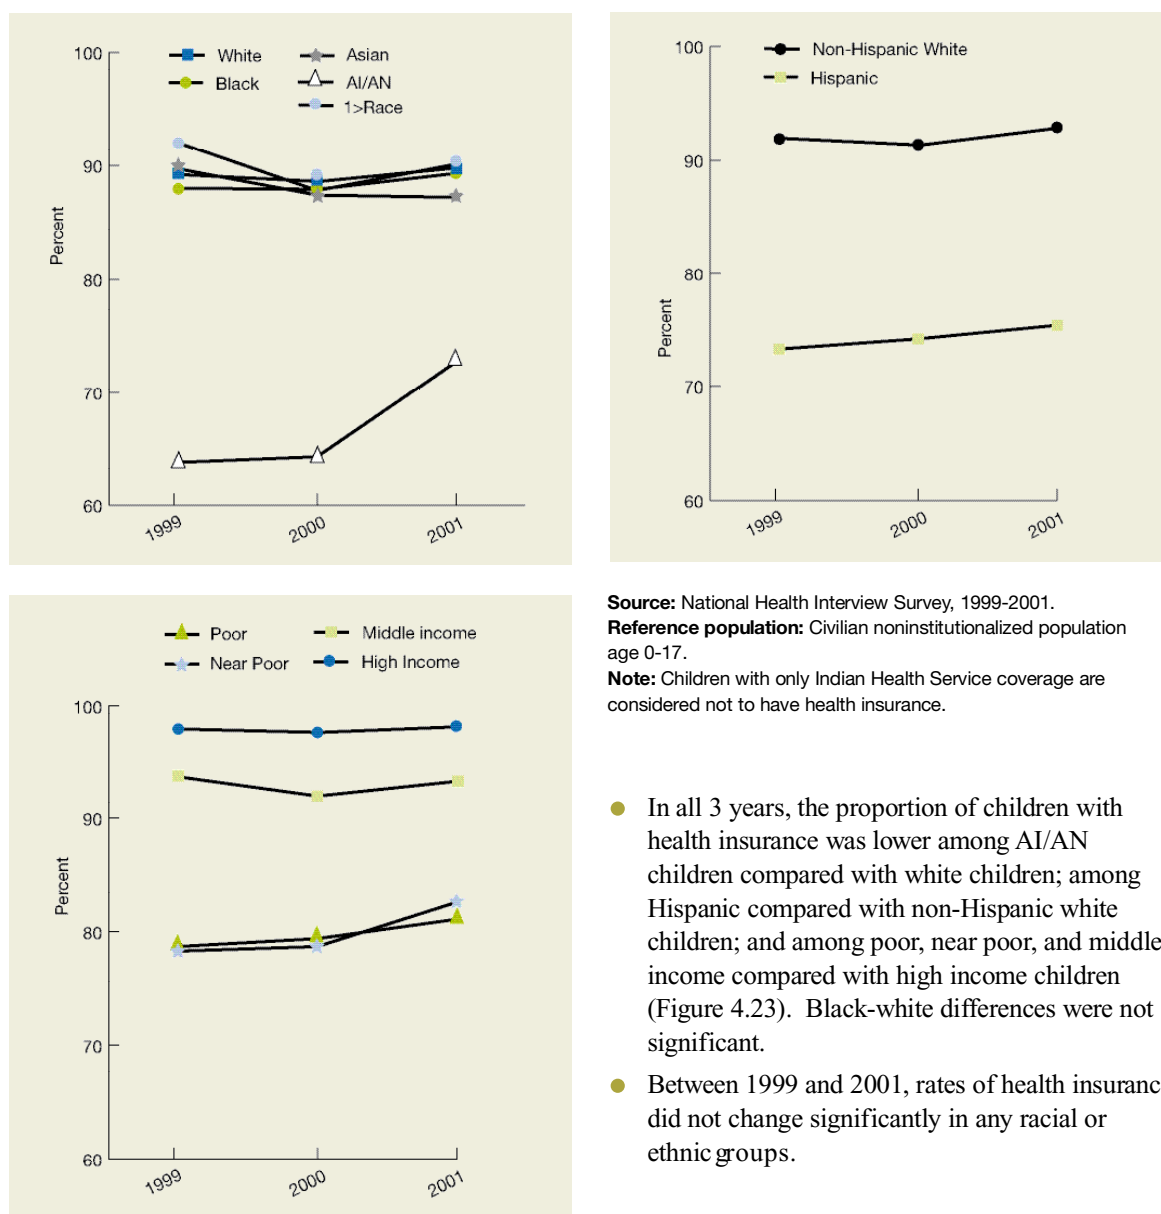 White
Asian
Black
AI/AN
1>Race
100
90
80
70
60
Percent
1999
2000
2001
Non-Hispanic White
Hispanic
100
90
80
70
60
Percent
1999
2000
2001
Poor
Middle income
Near Poor
High Income
100
90
80
70
60
Percent
1999
2000
2001
Source: National Health Interview Survey, 1999-2001.
Reference population: Civilian noninstitutionalized population
age 0-17.
Note: Children with only Indian Health Service coverage are
considered not to have health insurance.
In all 3 years, the proportion of children with
health insurance was lower among AI/AN
children compared with white children; among
Hispanic compared with non-Hispanic white
children; and among poor, near poor, and middle
income compared with high income children
(Figure 4.23). Black-white differences were not
significant.
Between 1999 and 2001, rates of health insuranc
did not change significantly in any racial or
ethnic groups.